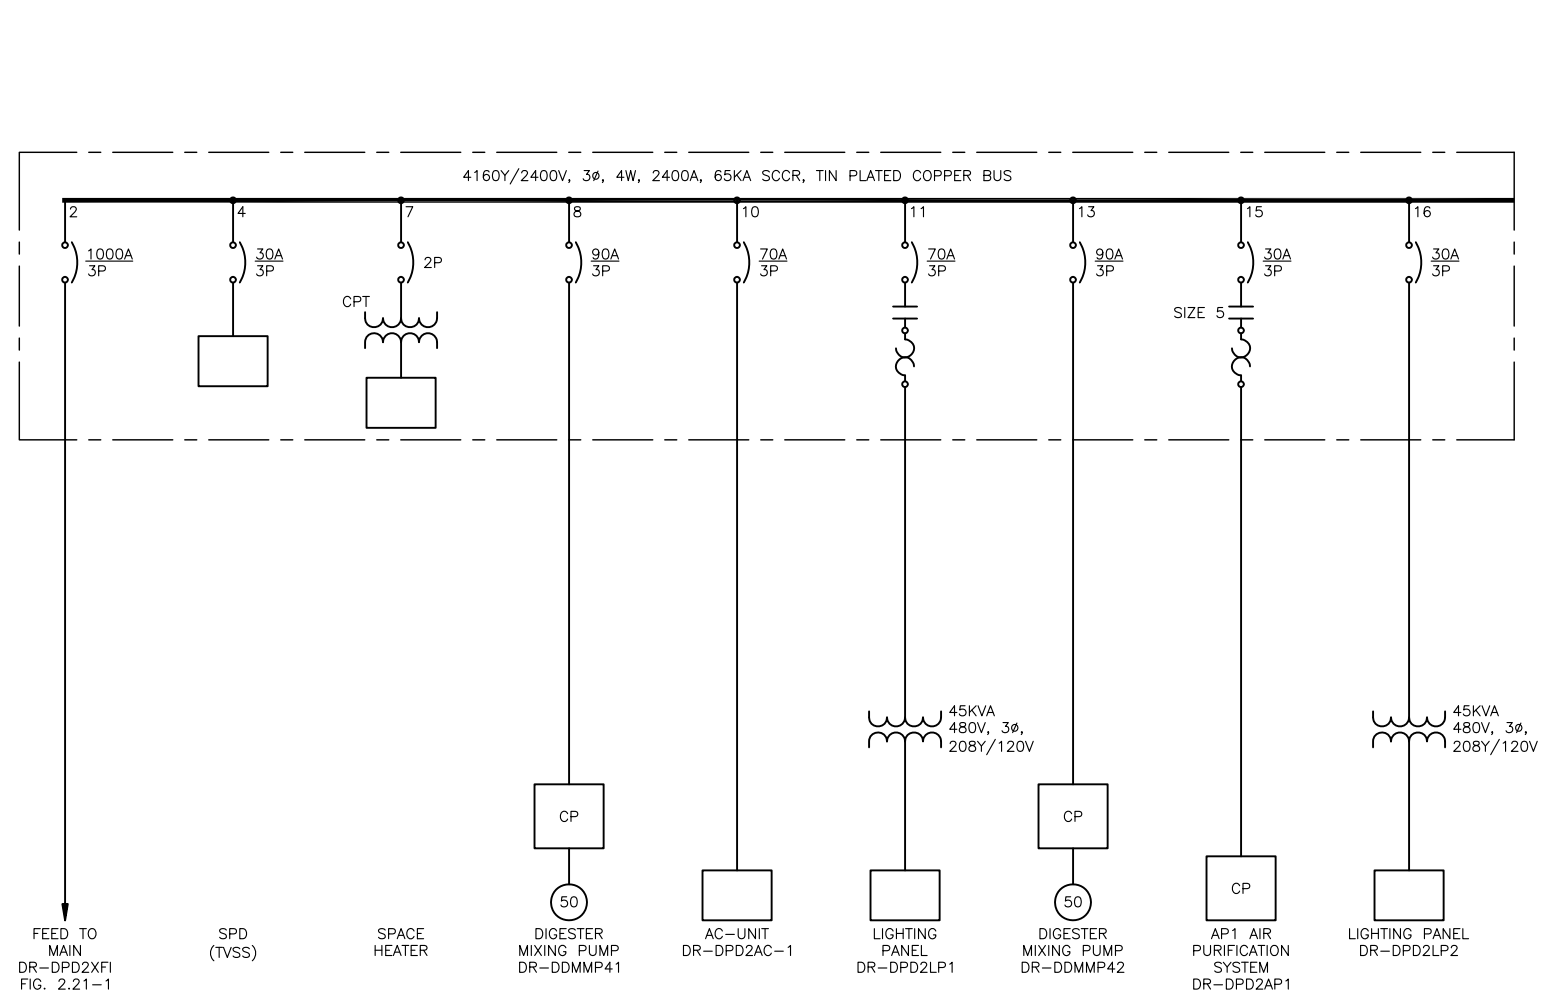 4160Y/2400V, 3ø, 4W, 2400A, 65KA SCCR, TIN PLATED COPPER BUS
2
4
7
8
10
11
13
15
16
1000A
3P
30A
3P
2P
90A
3P
70A
3P
70A
3P
90A
3P
30A
3P
30A
3P
CPT
SIZE 5
45KVA
480V, 3ø,
208Y/120V
45KVA
480V, 3ø,
208Y/120V
CP
CP
CP
50
50
FEED TO
MAIN
DR-DPD2XFI
FIG. 2.21-1
SPD
(TVSS)
SPACE
HEATER
DIGESTER
MIXING PUMP
DR-DDMMP41
AC-UNIT
DR-DPD2AC-1
LIGHTING
PANEL
DR-DPD2LP1
DIGESTER
MIXING PUMP
DR-DDMMP42
AP1 AIR
PURIFICATION
SYSTEM
DR-DPD2AP1
LIGHTING PANEL
DR-DPD2LP2